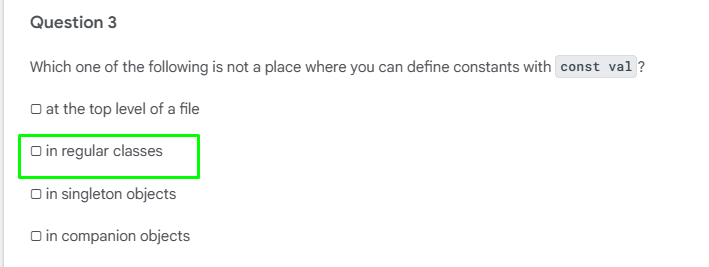 Question 3
Which one of the following is not a place where you can define constants with const val?
at the top level of a file
in regular classes
in singleton objects
in companion objects